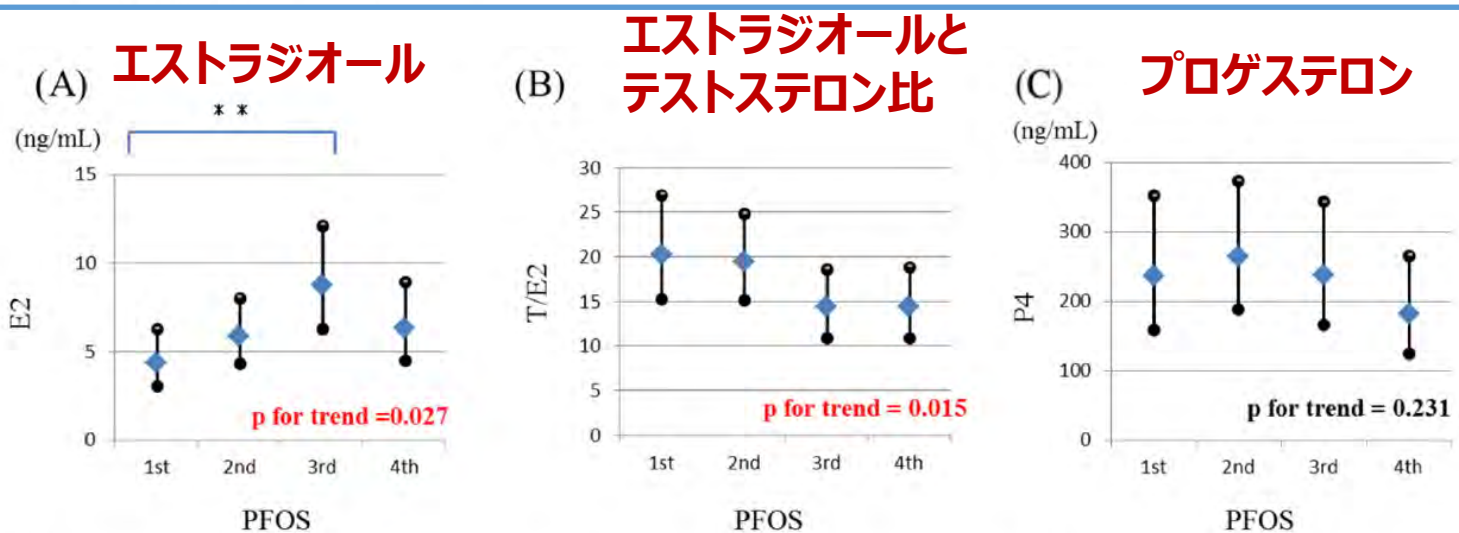 (A)
エストラジオール
(ng/mL)
* *
15
10
5
0
E2
p for trend =0.027
1st 2nd 3rd 4th
PFOS
(B)
エストラジオールと
テストステロン比
30
25
20
15
10
5
0
T/E2
p for trend = 0.015
1st 2nd 3rd 4th
PFOS
(C)
プロゲステロン
(ng/mL)
400
300
200
100
0
P4
p for trend = 0.231
1st 2nd 3rd 4th
PFOS